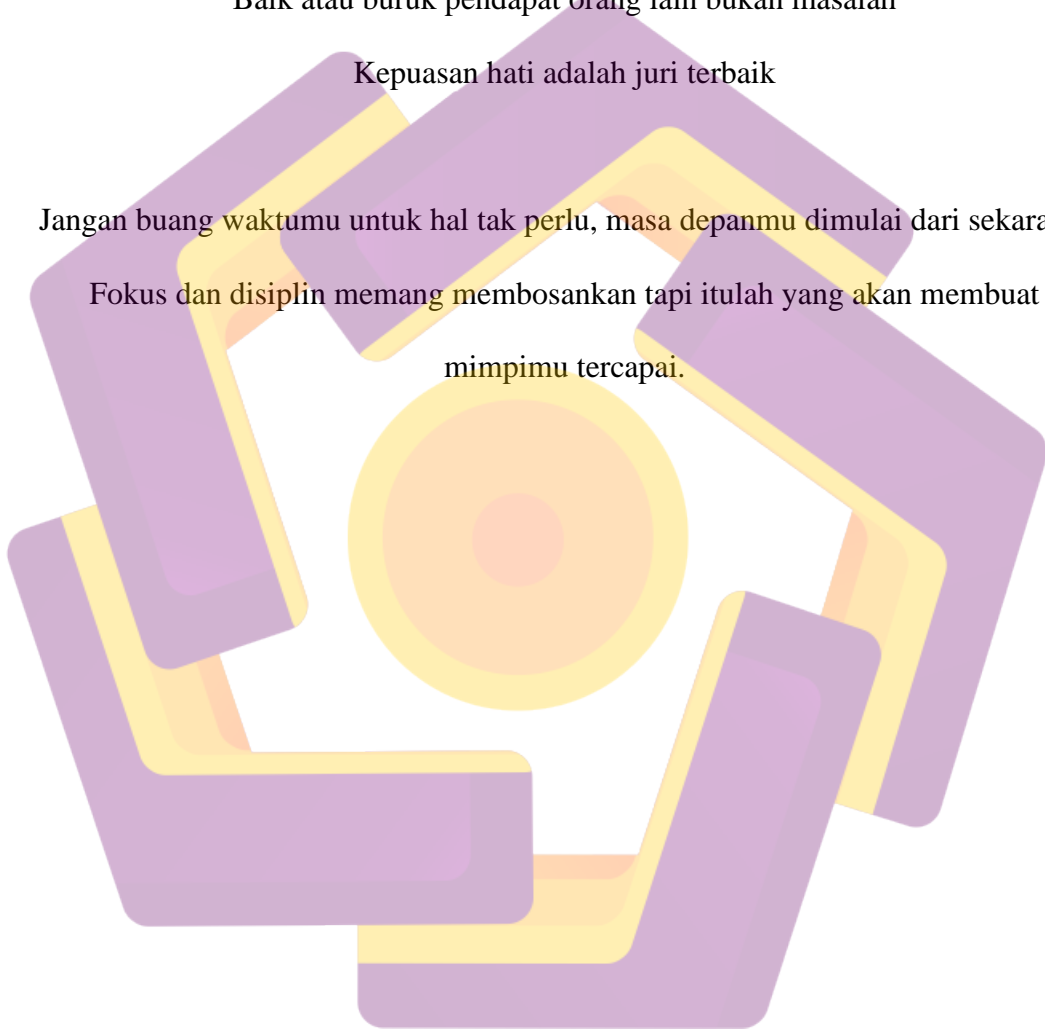 Baik atau buruk pendapat orang lain bukan masalah
Kepuasan hati adalah juri terbaik
Jangan buang waktumu untuk hal tak perlu, masa depanmu dimulai dari
Fokus dan disiplin memang membosankan tapi itulah yang akan membuat
mimpimu tercapai.